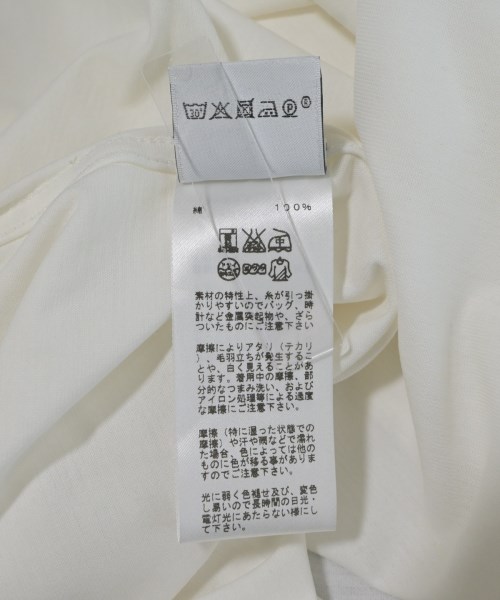 30°
P
綿 100%
素材の特性上、糸が引っ掛
かりやすいのでバッグ、時
計など金属突起物や、ざら
ついたものにご注意下さい
摩擦によりアタリ（テカリ
）、毛羽立ちが発生するこ
とや、白く見えることがあ
ります。着用中の摩擦、部
分的なつまみ洗い、および
アイロン処理等による過度
な摩擦にご注意下さい。
摩擦（特に湿った状態での
摩擦）や汗や雨などで濡れ
た場合、色によっては他の
ものに色が移る事がありま
すのでご注意下さい。
光に弱く色褪せ及び、変色
し易いので長時間の日光・
電灯光にあたらない様にし
て下さい。